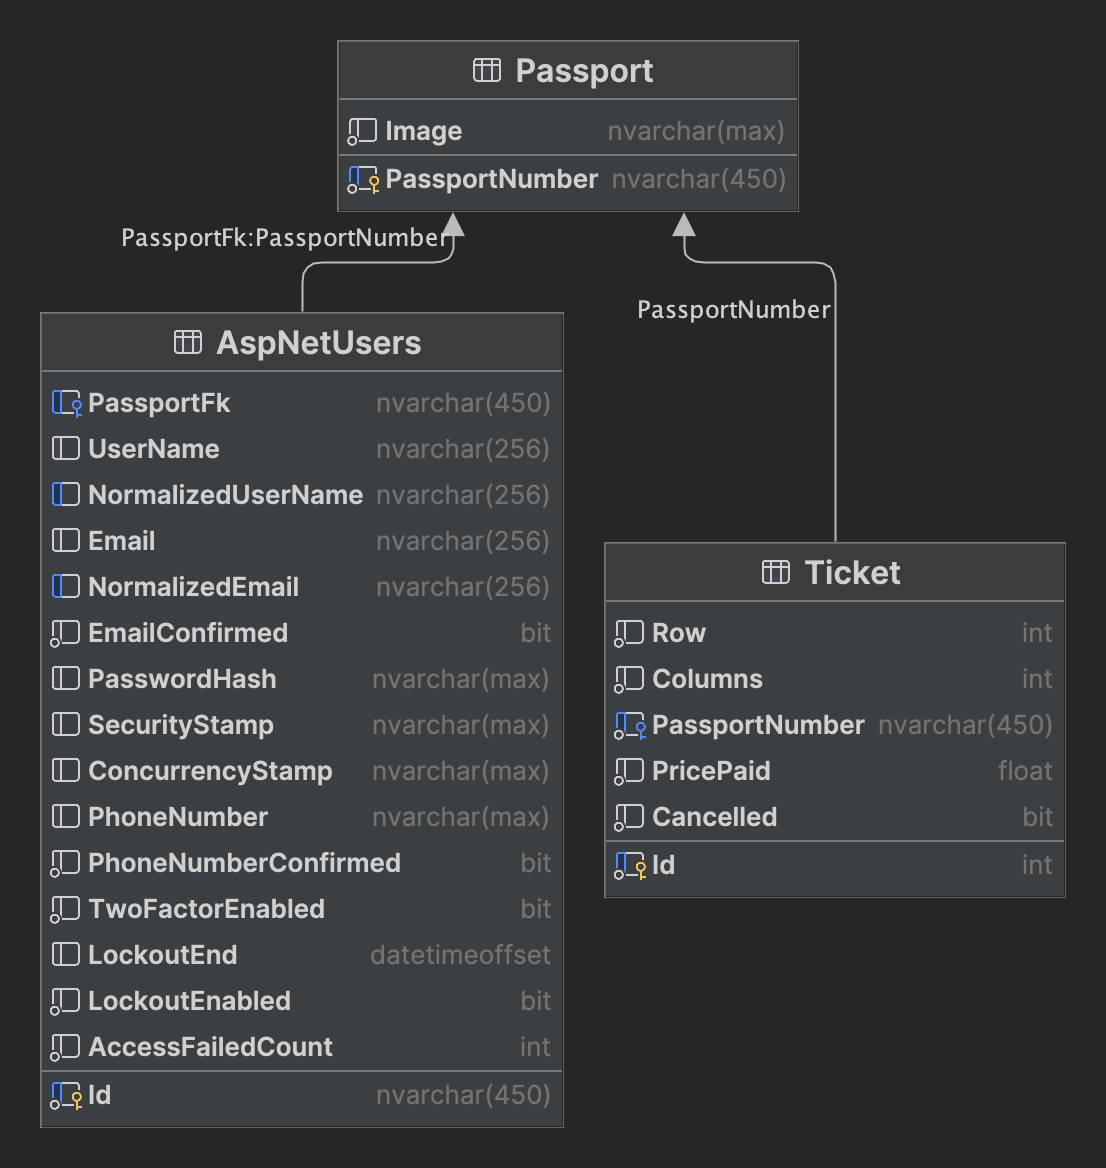 Passport
Image nvarchar(max)
PassportNumber nvarchar(450)
PassportFk:PassportNumber
PassportNumber
AspNetUsers
PassportFk nvarchar(450)
UserName nvarchar(256)
NormalizedUserName nvarchar(256)
Email nvarchar(256)
NormalizedEmail nvarchar(256)
EmailConfirmed bit
PasswordHash nvarchar(max)
SecurityStamp nvarchar(max)
ConcurrencyStamp nvarchar(max)
PhoneNumber nvarchar(max)
PhoneNumberConfirmed bit
TwoFactorEnabled bit
LockoutEnd datetimeoffset
LockoutEnabled bit
AccessFailedCount int
Id nvarchar(450)
Ticket
Row int
Columns int
PassportNumber nvarchar(450)
PricePaid float
Cancelled bit
Id int